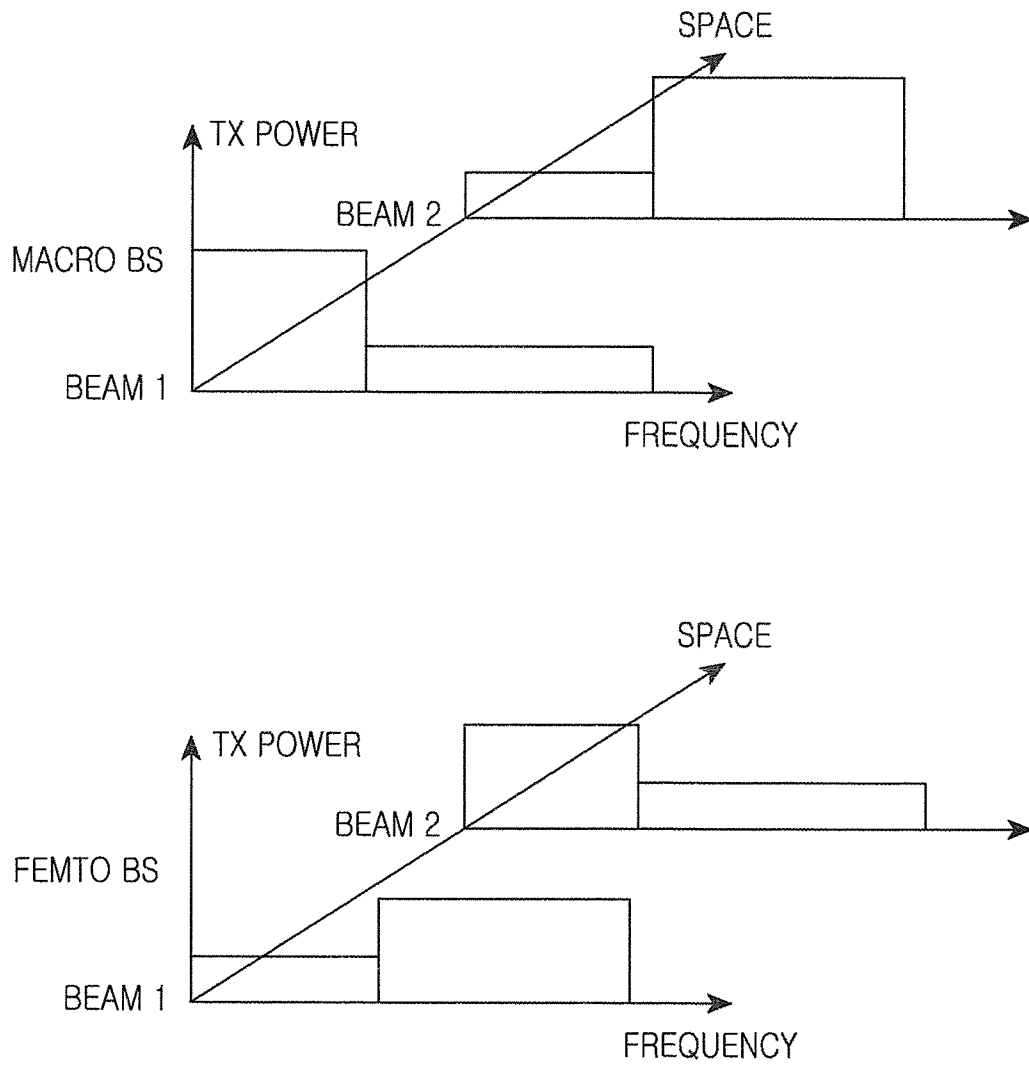 SPACE
TX POWER
BEAM 2
MACRO BS
BEAM 1
FREQUENCY
SPACE
TX POWER
BEAM 2
FEMTO BS
BEAM 1
FREQUENCY